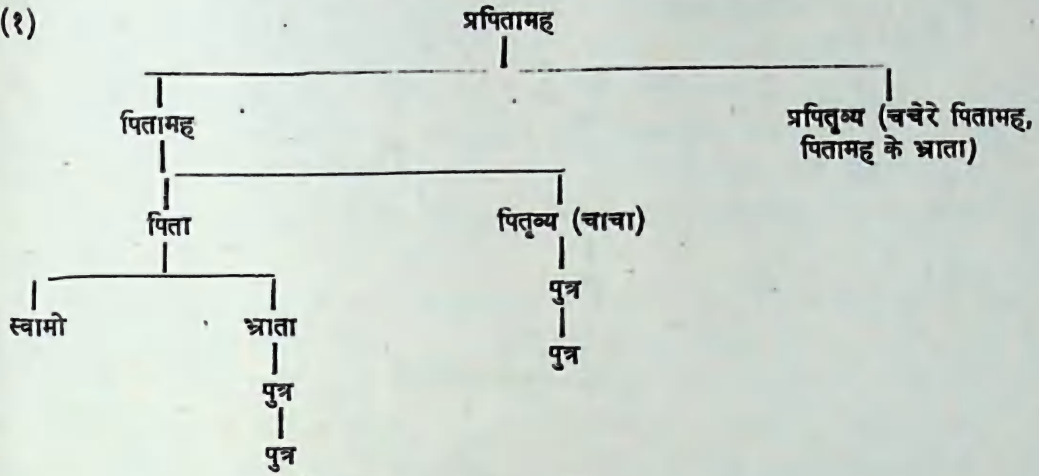 (१)
प्रपितामह
पितामह
प्रपितृव्य (चचेरे पितामह,
पितामह के भ्राता)
पिता
पितृव्य (चाचा)
पुत्र
स्वामो
भ्राता
पुत्र
पुत्र
पुत्र